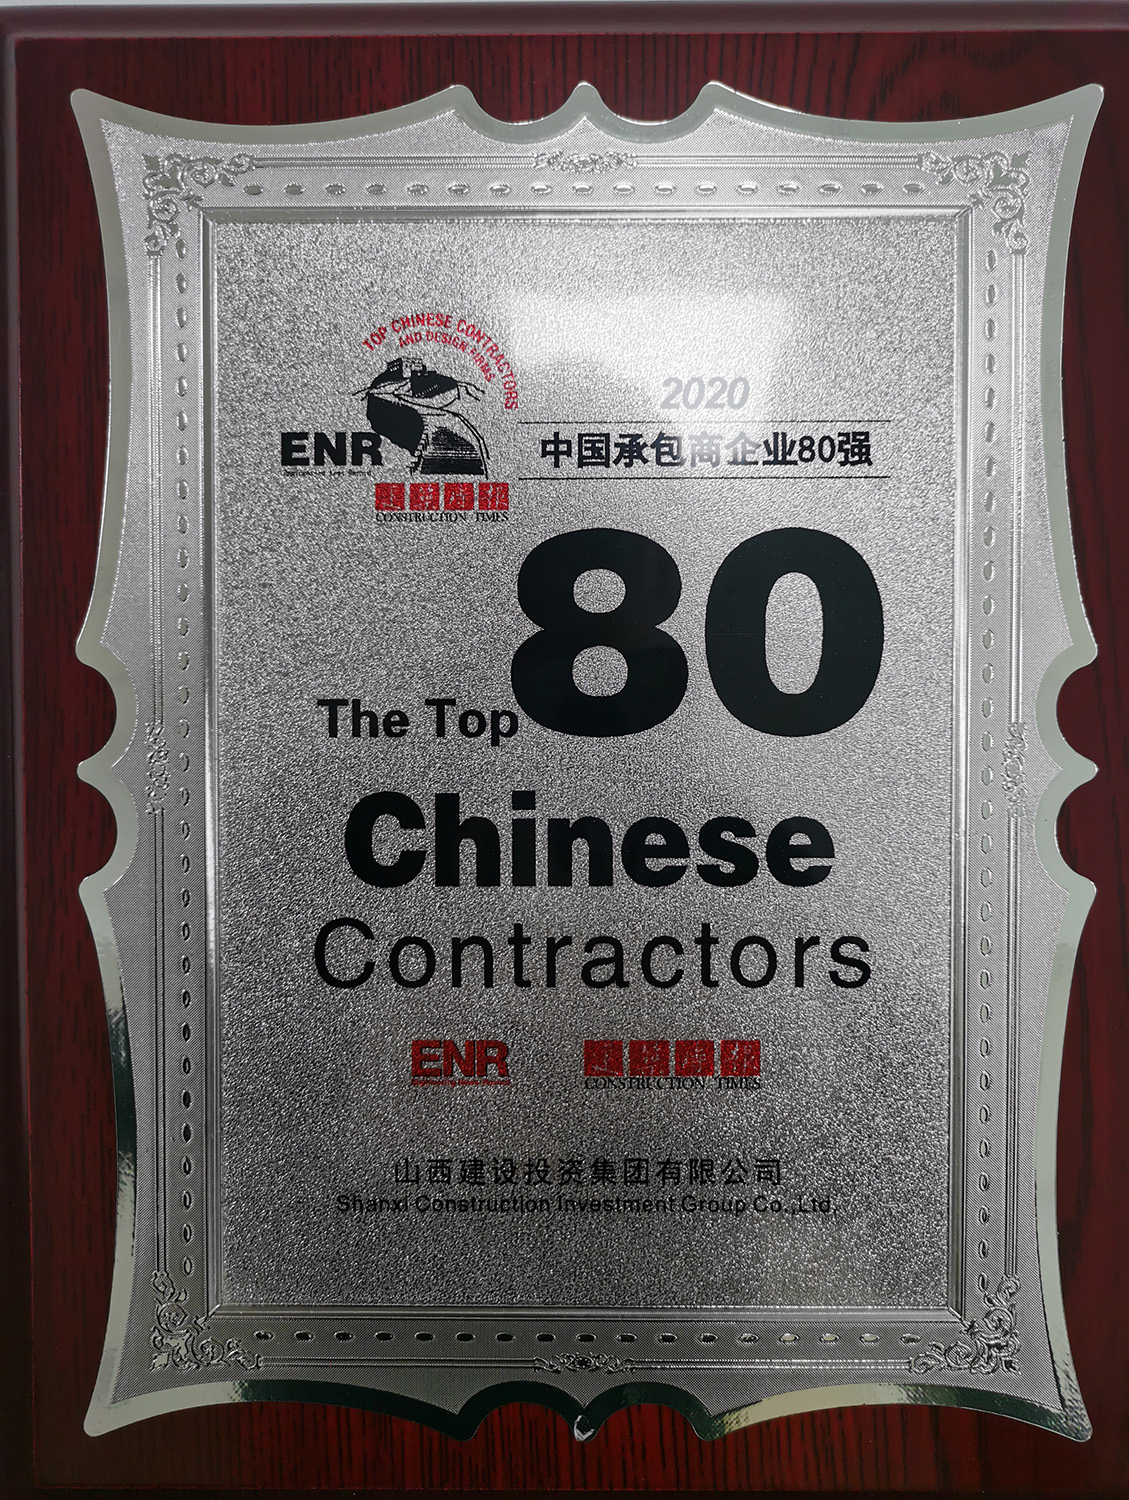 TOP CHINESE CONTRACTORS
AND DESIGN FIRMS
ENR
CONSTRUCTION TIMES
2020
中国承包商企业80强
The Top 80
Chinese
Contractors
ENR
CONSTRUCTION TIMES
山西建设投资集团有限公司
Shanxi Construction Investment Group Co.,Ltd.